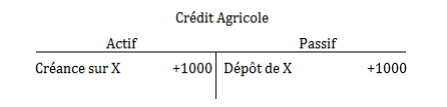 Crédit Agricole
Actif Passif
Créance sur X +1000 Dépôt de X +1000